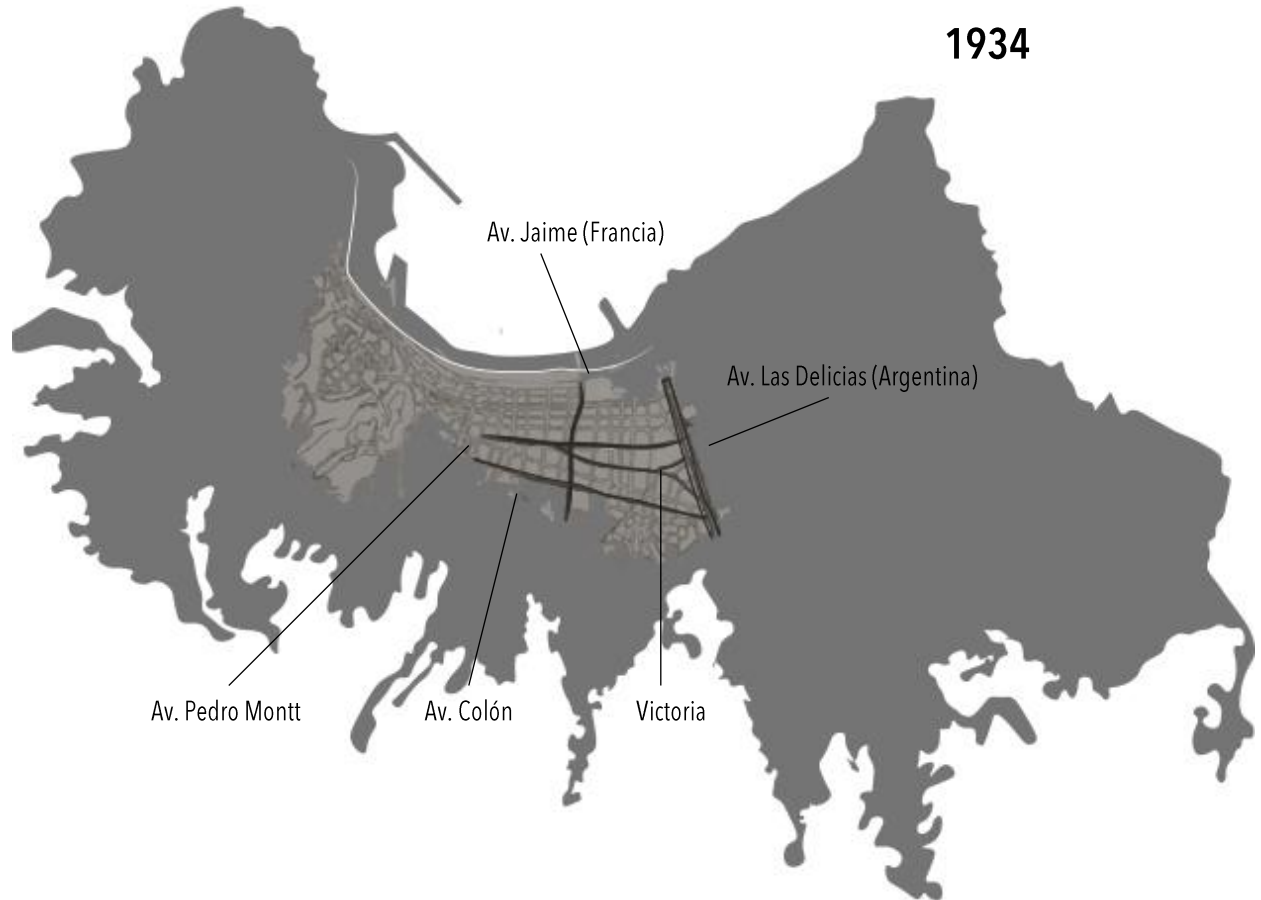 1934
Av. Jaime (Francia)
Av. Las Delicias (Argentina)
Av. Pedro Montt
Av. Colón
Victoria